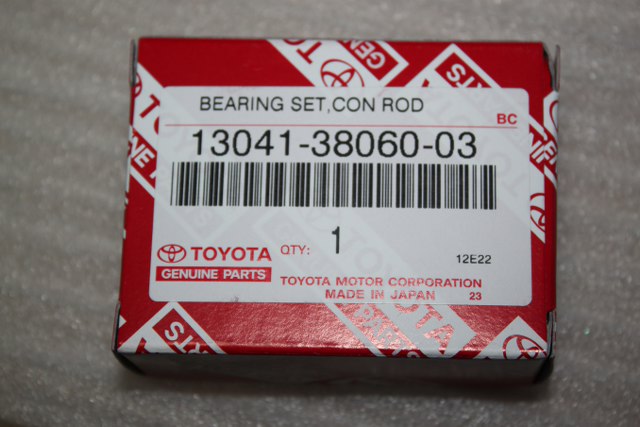 BEARING SET,CON ROD
BC
13041-38060-03
TOYOTA
GENUINE PARTS
QTY: 1
12E22
TOYOTA MOTOR CORPORATION
MADE IN JAPAN 23